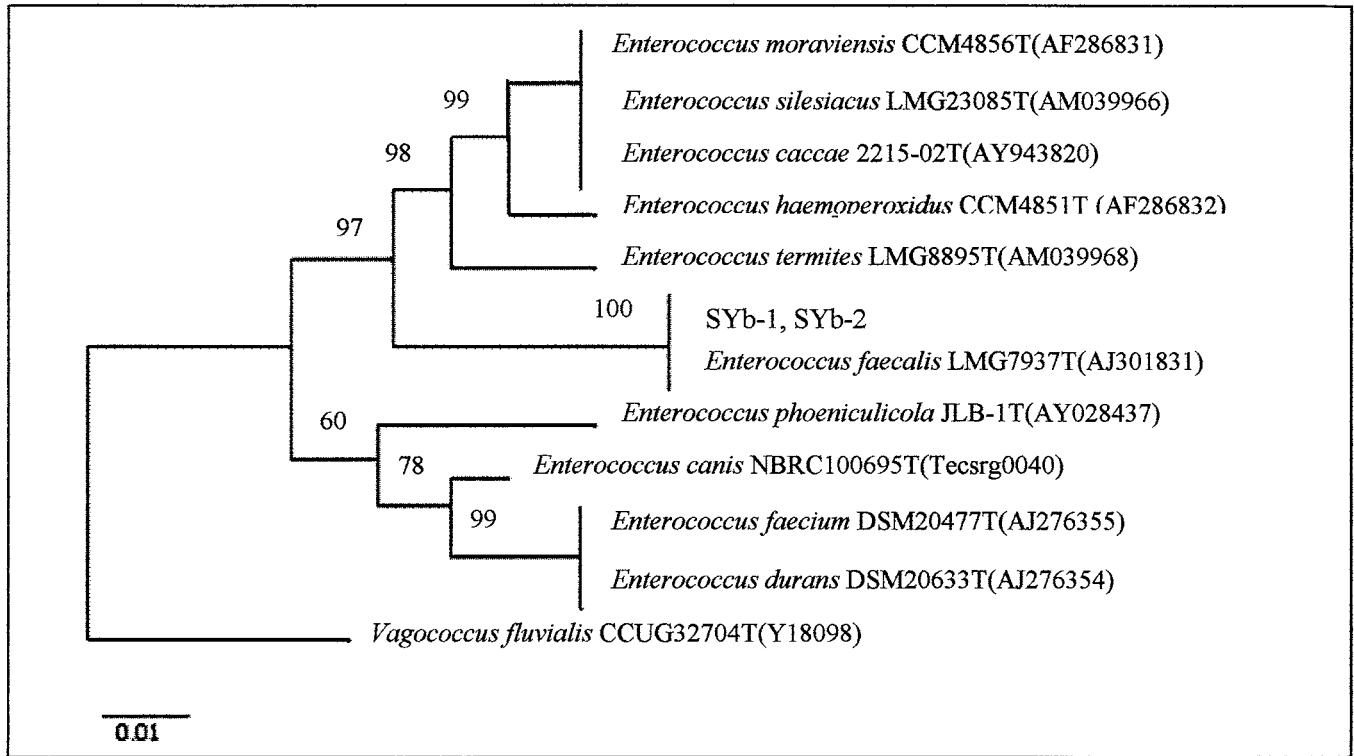 Enterococcus moraviensis CCM4856T(AF286831)
99
Enterococcus silesiacus LMG23085T(AM039966)
98
Enterococcus caccae 2215-02T(AY943820)
Enterococcus haemoperoxidus CCM4851T (AF286832)
97
Enterococcus termites LMG8895T(AM039968)
100
SYb-1, SYb-2
Enterococcus faecalis LMG7937T(AJ301831)
60
Enterococcus phoeniculicola JLB-1T(AY028437)
78
Enterococcus canis NBRC100695T(Tecsrg0040)
99
Enterococcus faecium DSM20477T(AJ276355)
Enterococcus durans DSM20633T(AJ276354)
Vagococcus fluvialis CCUG32704T(Y18098)
0.01